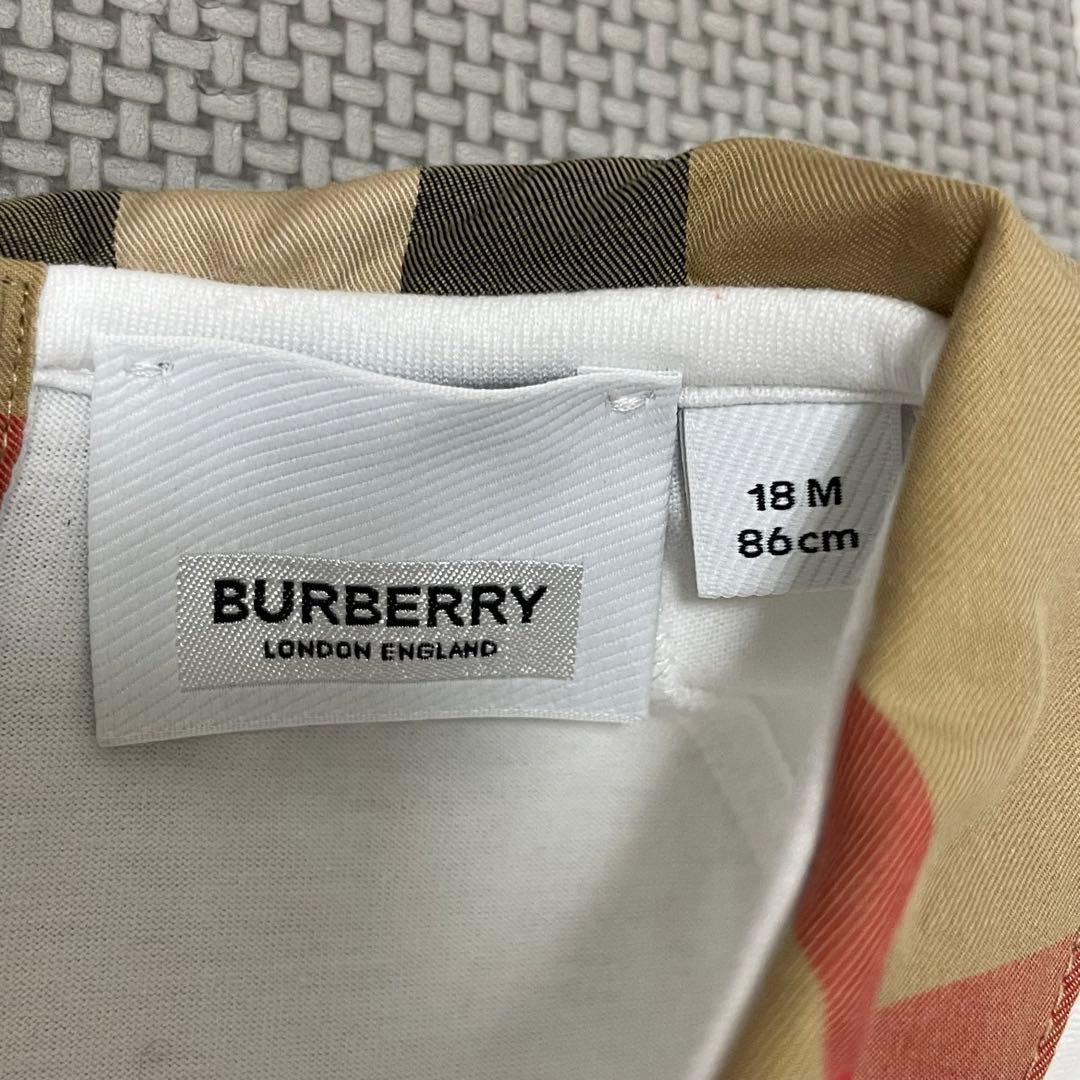 BURBERRY
LONDON ENGLAND
18 M
86cm